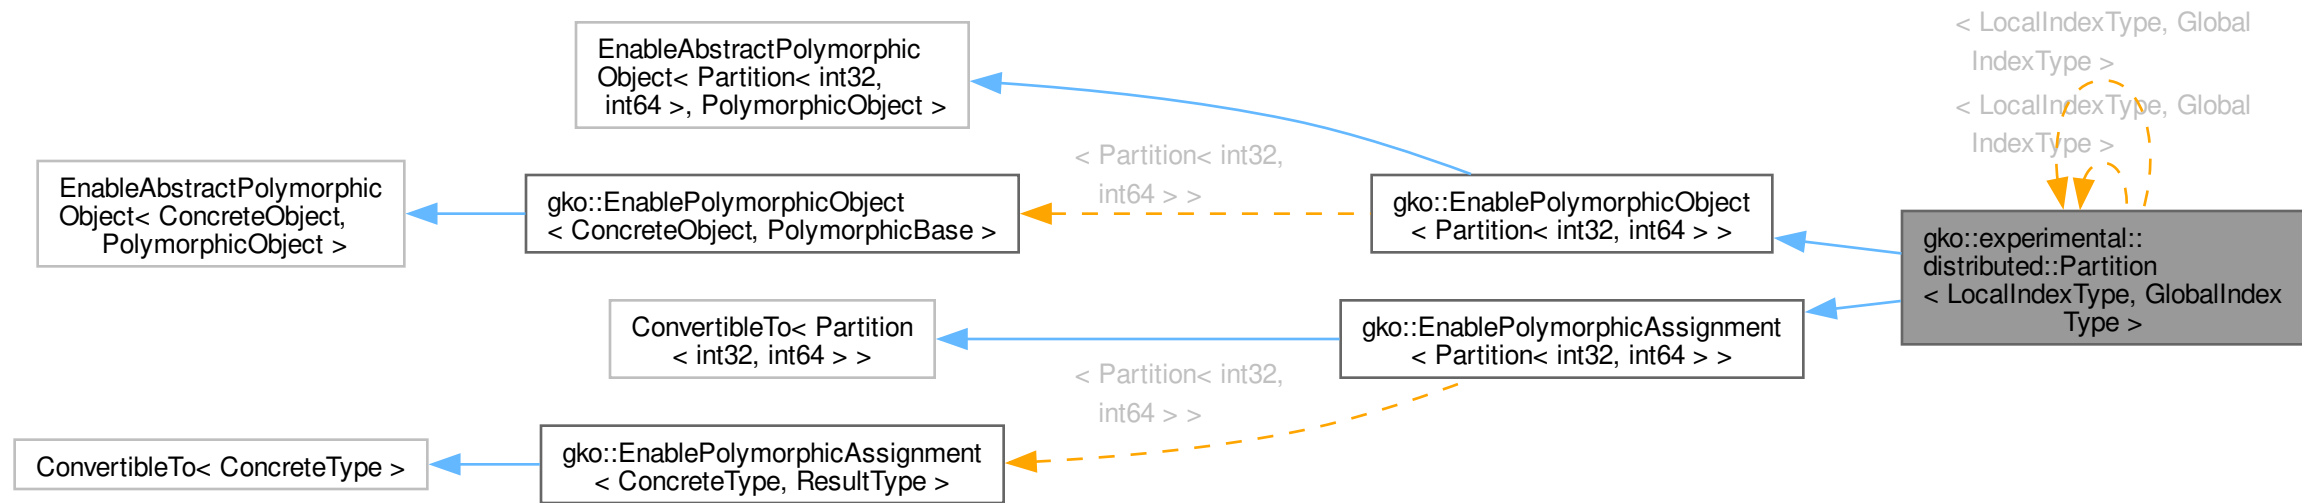 < LocalIndexType, Global
IndexType >
EnableAbstractPolymorphic
Object< Partition< int32,
int64 >, PolymorphicObject >
< LocalIndexType, Global
IndexType >
< Partition< int32,
int64 > >
EnableAbstractPolymorphic
Object< ConcreteObject,
PolymorphicObject >
gko::EnablePolymorphicObject
< ConcreteObject, PolymorphicBase >
gko::EnablePolymorphicObject
< Partition< int32, int64 > >
gko::experimental::
distributed::Partition
< LocalIndexType, GlobalIndex
Type >
ConvertibleTo< Partition
< int32, int64 > >
gko::EnablePolymorphicAssignment
< Partition< int32, int64 > >
< Partition< int32,
int64 > >
ConvertibleTo< ConcreteType >
gko::EnablePolymorphicAssignment
< ConcreteType, ResultType >